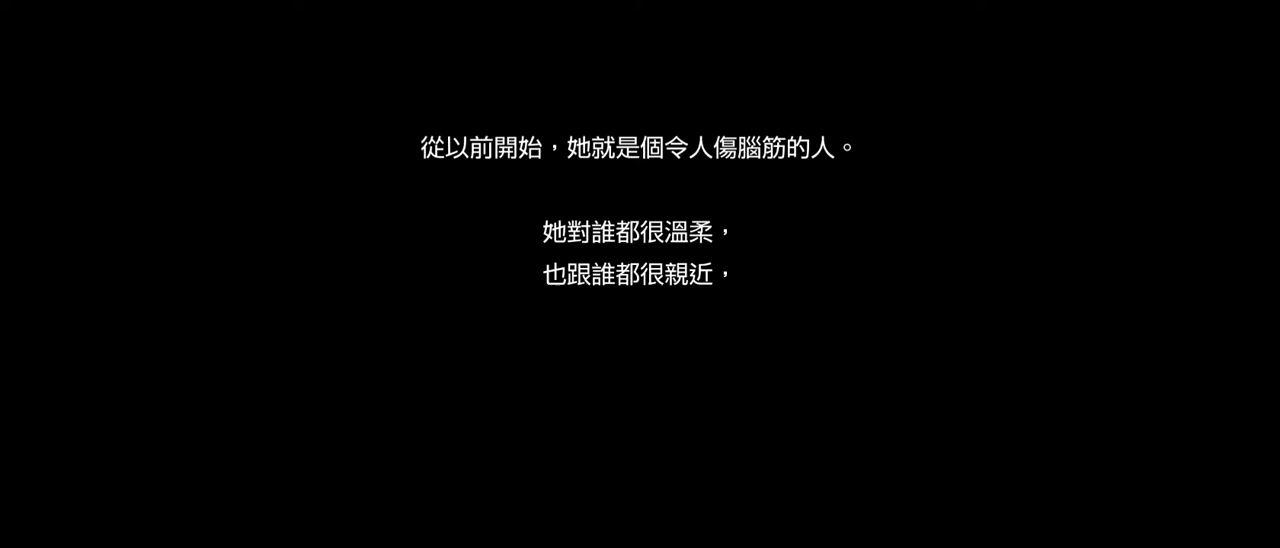 從以前開始，她就是個令人傷腦筋的人。
她對誰都很溫柔，
也跟誰都很親近，